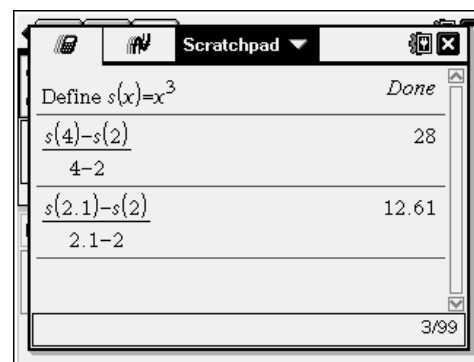 Scratchpad
Define s(x)=x³ Done
s(4)−s(2)
4−2
28
s(2.1)−s(2)
2.1−2
12.61
3/99